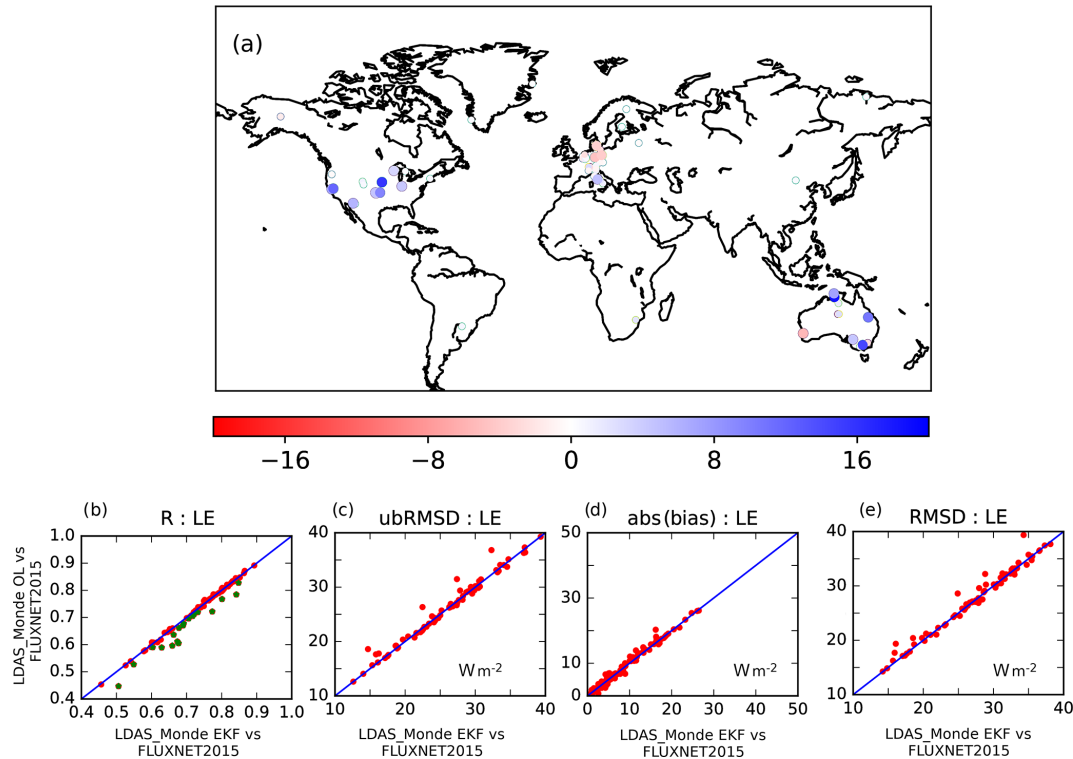 (a)
−16 −8 0 8 16
(b) R : LE
(c) ubRMSD : LE
(d) abs(bias) : LE
(e) RMSD : LE
LDAS_Monde OL vs
FLUXNET2015
1.0
0.9
0.8
0.7
0.6
0.5
0.4
0.4 0.5 0.6 0.7 0.8 0.9 1.0
LDAS_Monde EKF vs
FLUXNET2015
40
30
20
10
W m-2
10 20 30 40
LDAS_Monde EKF vs
FLUXNET2015
50
30
20
10
0
W m-2
0 10 20 30 40 50
LDAS_Monde EKF vs
FLUXNET2015
40
30
20
10
W m-2
10 20 30 40
LDAS_Monde EKF vs
FLUXNET2015